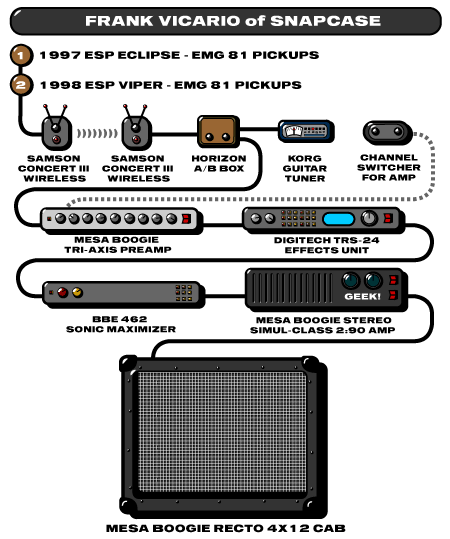 FRANK VICARIO of SNAPCASE
1 1997 ESP ECLIPSE - EMG 81 PICKUPS
2 1998 ESP VIPER - EMG 81 PICKUPS
SAMSON
CONCERT III
WIRELESS
SAMSON
CONCERT III
WIRELESS
HORIZON
A/B BOX
KORG
GUITAR
TUNER
CHANNEL
SWITCHER
FOR AMP
MESA BOOGIE
TRI-AXIS PREAMP
DIGITECH TRS-24
EFFECTS UNIT
BBE 462
SONIC MAXIMIZER
GEEK!
MESA BOOGIE STEREO
SIMUL-CLASS 2:90 AMP
MESA BOOGIE RECTO 4X12 CAB